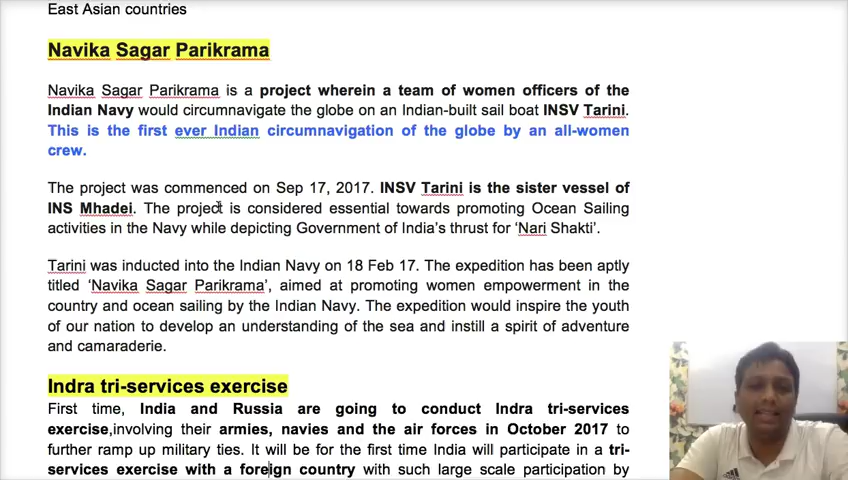 East Asian countries
Navika Sagar Parikrama
Navika Sagar Parikrama is a project wherein a team of women officers of the
Indian Navy would circumnavigate the globe on an Indian-built sail boat INSV Tarini.
This is the first ever Indian circumnavigation of the globe by an all-women
crew.
The project was commenced on Sep 17, 2017. INSV Tarini is the sister vessel of
INS Mhadei. The project is considered essential towards promoting Ocean Sailing
activities in the Navy while depicting Government of India's thrust for 'Nari Shakti'.
Tarini was inducted into the Indian Navy on 18 Feb 17. The expedition has been aptly
titled 'Navika Sagar Parikrama', aimed at promoting women empowerment in the
country and ocean sailing by the Indian Navy. The expedition would inspire the youth
of our nation to develop an understanding of the sea and instill a spirit of adventure
and camaraderie.
Indra tri-services exercise
First time, India and Russia are going to conduct Indra tri-services
exercise,involving their armies, navies and the air forces in October 2017 to
further ramp up military ties. It will be for the first time India will participate in a tri-
services exercise with a foreign country with such large scale participation by